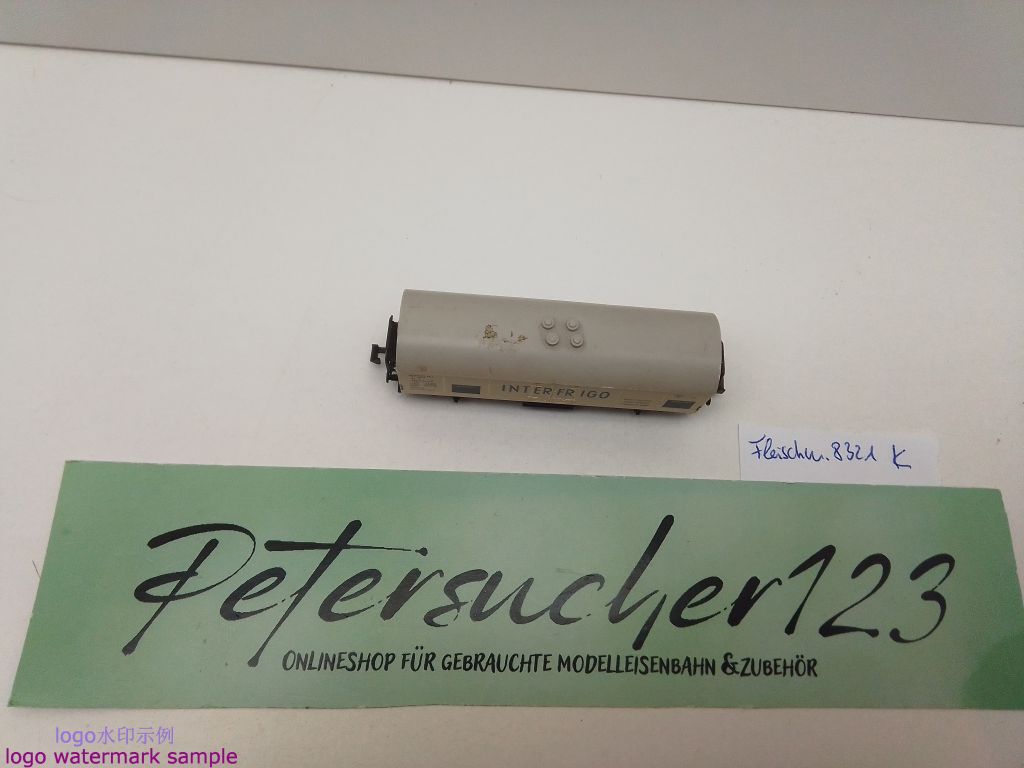 INTERFRIGO
Fleischm. 8321 K
Petersucher123
ONLINESHOP FÜR GEBRAUCHTE MODELLEISENBAHN &ZUBEHÖR
logo水印示例
logo watermark sample